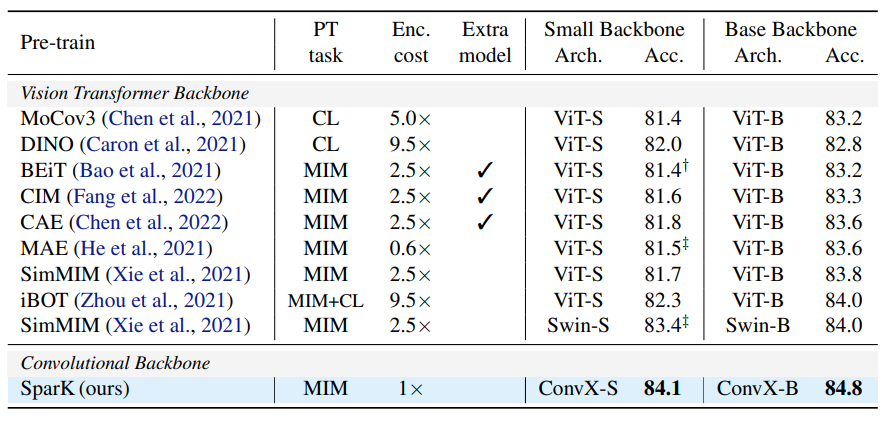 Pre-train PT task Enc. cost Extra model Small Backbone Arch. Acc. Base Backbone Arch. Acc.
Vision Transformer Backbone
MoCov3 (Chen et al., 2021) CL 5.0× ViT-S 81.4 ViT-B 83.2
DINO (Caron et al., 2021) CL 9.5× ViT-S 82.0 ViT-B 82.8
BEiT (Bao et al., 2021) MIM 2.5× ✓ ViT-S 81.4† ViT-B 83.2
CIM (Fang et al., 2022) MIM 2.5× ✓ ViT-S 81.6 ViT-B 83.3
CAE (Chen et al., 2022) MIM 2.5× ✓ ViT-S 81.8 ViT-B 83.6
MAE (He et al., 2021) MIM 0.6× ViT-S 81.5‡ ViT-B 83.6
SimMIM (Xie et al., 2021) MIM 2.5× ViT-S 81.7 ViT-B 83.8
iBOT (Zhou et al., 2021) MIM+CL 9.5× ViT-S 82.3 ViT-B 84.0
SimMIM (Xie et al., 2021) MIM 2.5× Swin-S 83.4‡ Swin-B 84.0
Convolutional Backbone
SparK (ours) MIM 1× ConvX-S 84.1 ConvX-B 84.8